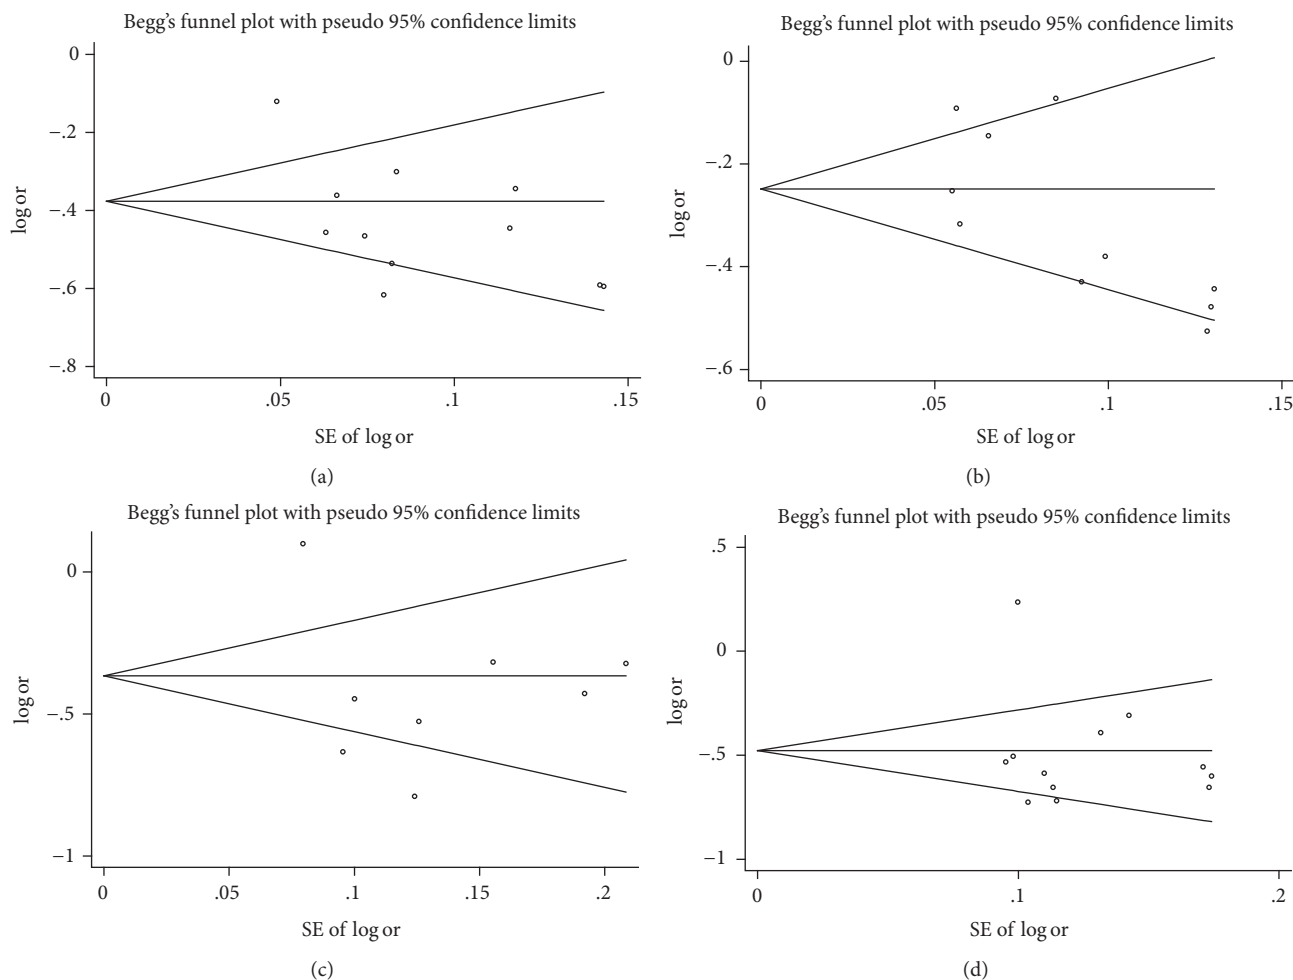 Begg’s funnel plot with pseudo 95% confidence limits
0
−.2
−.4
−.6
−.8
log or
0 .05 .1 .15
SE of log or
(a)
Begg’s funnel plot with pseudo 95% confidence limits
0
−.2
−.4
−.6
log or
0 .05 .1 .15
SE of log or
(b)
Begg’s funnel plot with pseudo 95% confidence limits
0
−.5
−1
log or
0 .05 .1 .15 .2
SE of log or
(c)
Begg’s funnel plot with pseudo 95% confidence limits
.5
0
−.5
−1
log or
0 .1 .2
SE of log or
(d)